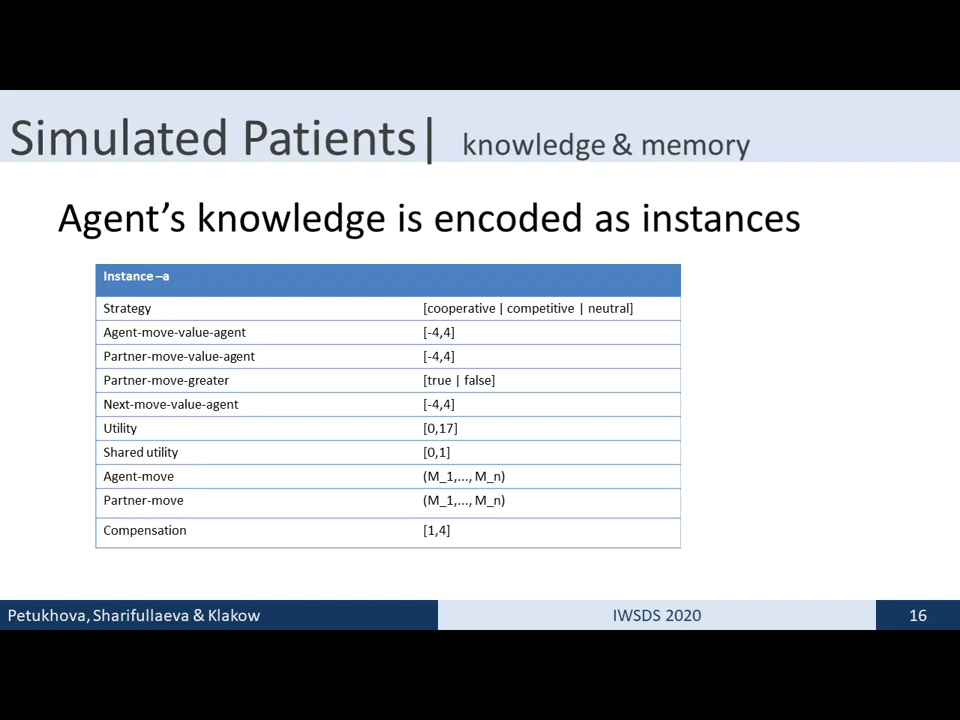 Simulated Patients| knowledge & memory
Agent’s knowledge is encoded as instances
Instance –a
Strategy [cooperative | competitive | neutral]
Agent-move-value-agent [-4,4]
Partner-move-value-agent [-4,4]
Partner-move-greater [true | false]
Next-move-value-agent [-4,4]
Utility [0,17]
Shared utility [0,1]
Agent-move (M_1,..., M_n)
Partner-move (M_1,..., M_n)
Compensation [1,4]
Petukhova, Sharifullaeva & Klakow IWSDS 2020 16